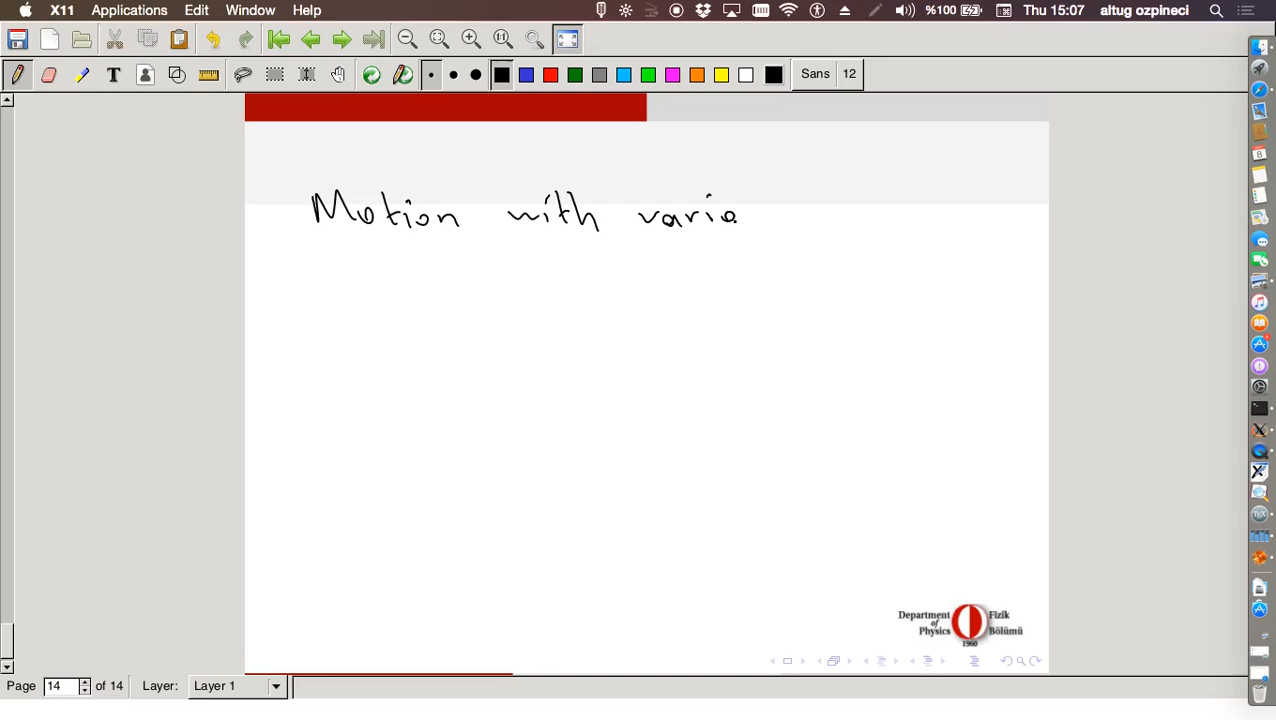 X11 Applications Edit Window Help %100 Thu 15:07 altug ozpineci
Sans 12
Motion with varia
Department of Physics
Fizik Bölümü
1960
Page 14 of 14 Layer: Layer 1